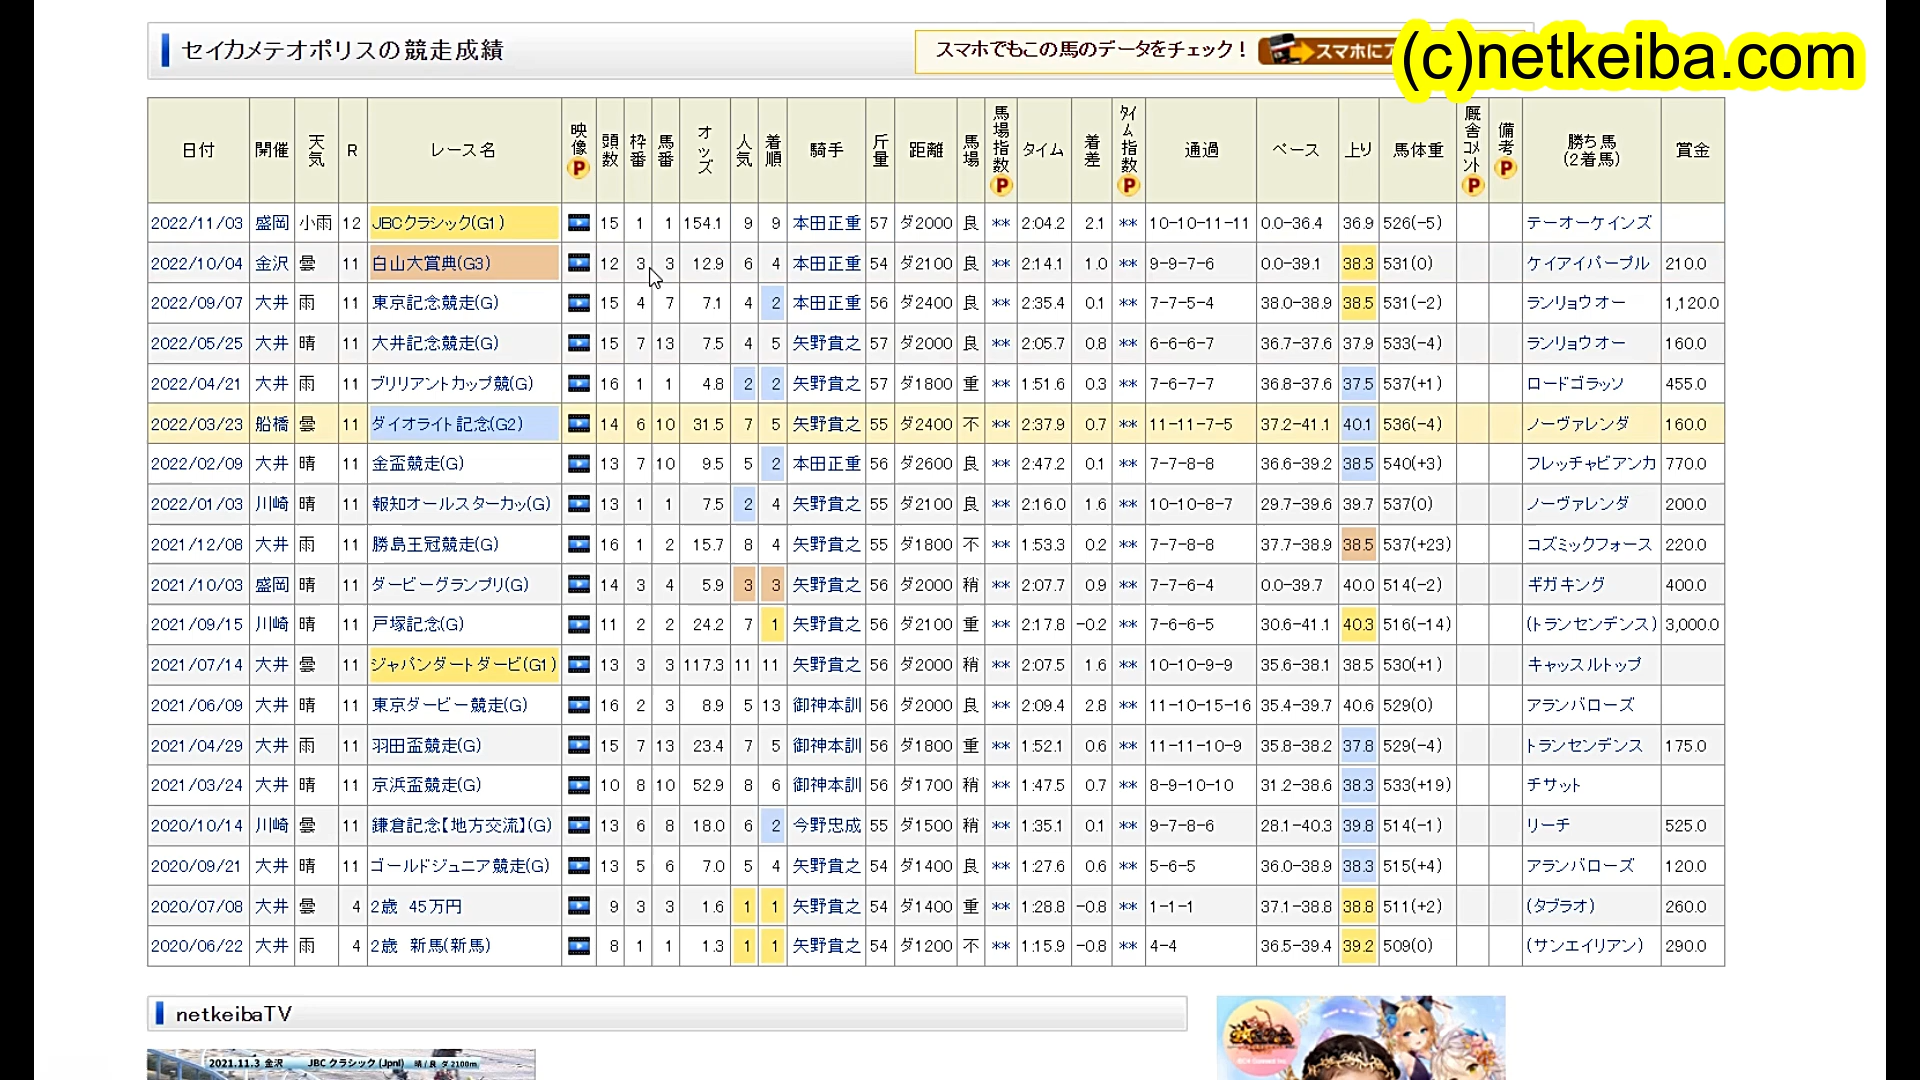 セイカメテオポリスの競走成績
スマホでもこの馬のデータをチェック！ スマホにア
(c)netkeiba.com
日付 開催 天気 R レース名 映像 P 頭数 枠番 馬番 オッズ 人気 着順 騎手 斤量 距離 馬場 馬場指数 P タイム 着差 タイム指数 P 通過 ペース 上り 馬体重 厩舎コメント P 備考 P 勝ち馬(2着馬) 賞金
2022/11/03 盛岡 小雨 12 JBCクラシック(G1) 15 1 1 154.1 9 9 本田正重 57 ダ2000 良 ** 2:04.2 2.1 ** 10-10-11-11 0.0-36.4 36.9 526(-5) テーオーケインズ
2022/10/04 金沢 曇 11 白山大賞典(G3) 12 3 3 12.9 6 4 本田正重 54 ダ2100 良 ** 2:14.1 1.0 ** 9-9-7-6 0.0-39.1 38.3 531(0) ケイアイパープル 210.0
2022/09/07 大井 雨 11 東京記念競走(G) 15 4 7 7.1 4 2 本田正重 56 ダ2400 良 ** 2:35.4 0.1 ** 7-7-5-4 38.0-38.9 38.5 531(-2) ランリョウオー 1,120.0
2022/05/25 大井 晴 11 大井記念競走(G) 15 7 13 7.5 4 5 矢野貴之 57 ダ2000 良 ** 2:05.7 0.8 ** 6-6-6-7 36.7-37.6 37.9 533(-4) ランリョウオー 160.0
2022/04/21 大井 雨 11 ブリリアントカップ競(G) 16 1 1 4.8 2 2 矢野貴之 57 ダ1800 重 ** 1:51.6 0.3 ** 7-6-7-7 36.8-37.6 37.5 537(+1) ロードゴラッソ 455.0
2022/03/23 船橋 曇 11 ダイオライト記念(G2) 14 6 10 31.5 7 5 矢野貴之 55 ダ2400 不 ** 2:37.9 0.7 ** 11-11-7-5 37.2-41.1 40.1 536(-4) ノーヴァレンダ 160.0
2022/02/09 大井 晴 11 金盃競走(G) 13 7 10 9.5 5 2 本田正重 56 ダ2600 良 ** 2:47.2 0.1 ** 7-7-8-8 36.6-39.2 38.5 540(+3) フレッチャビアンカ 770.0
2022/01/03 川崎 晴 11 報知オールスターカッ(G) 13 1 1 7.5 2 4 矢野貴之 55 ダ2100 良 ** 2:16.0 1.6 ** 10-10-8-7 29.7-39.6 39.7 537(0) ノーヴァレンダ 200.0
2021/12/08 大井 雨 11 勝島王冠競走(G) 16 1 2 15.7 8 4 矢野貴之 55 ダ1800 不 ** 1:53.3 0.2 ** 7-7-8-8 37.7-38.9 38.5 537(+23) コズミックフォース 220.0
2021/10/03 盛岡 晴 11 ダービーグランプリ(G) 14 3 4 5.9 3 3 矢野貴之 56 ダ2000 稍 ** 2:07.7 0.9 ** 7-7-6-4 0.0-39.7 40.0 514(-2) ギガキング 400.0
2021/09/15 川崎 晴 11 戸塚記念(G) 11 2 2 24.2 7 1 矢野貴之 56 ダ2100 重 ** 2:17.8 -0.2 ** 7-6-6-5 30.6-41.1 40.3 516(-14) (トランセンデンス) 3,000.0
2021/07/14 大井 曇 11 ジャパンダートダービ(G1) 13 3 3 117.3 11 11 矢野貴之 56 ダ2000 稍 ** 2:07.5 1.6 ** 10-10-9-9 35.6-38.1 38.5 530(+1) キャッスルトップ
2021/06/09 大井 晴 11 東京ダービー競走(G) 16 2 3 8.9 5 13 御神本訓 56 ダ2000 良 ** 2:09.4 2.8 ** 11-10-15-16 35.4-39.7 40.6 529(0) アランバローズ
2021/04/29 大井 雨 11 羽田盃競走(G) 15 7 13 23.4 7 5 御神本訓 56 ダ1800 重 ** 1:52.1 0.6 ** 11-11-10-9 35.8-38.2 37.8 529(-4) トランセンデンス 175.0
2021/03/24 大井 晴 11 京浜盃競走(G) 10 8 10 52.9 8 6 御神本訓 56 ダ1700 稍 ** 1:47.5 0.7 ** 8-9-10-10 31.2-38.6 38.3 533(+19) チサット
2020/10/14 川崎 曇 11 鎌倉記念【地方交流】(G) 13 6 8 18.0 6 2 今野忠成 55 ダ1500 稍 ** 1:35.1 0.1 ** 9-7-8-6 28.1-40.3 39.8 514(-1) リーチ 525.0
2020/09/21 大井 晴 11 ゴールドジュニア競走(G) 13 5 6 7.0 5 4 矢野貴之 54 ダ1400 良 ** 1:27.6 0.6 ** 5-6-5 36.0-38.9 38.3 515(+4) アランバローズ 120.0
2020/07/08 大井 曇 4 2歳 45万円 9 3 3 1.6 1 1 矢野貴之 54 ダ1400 重 ** 1:28.8 -0.8 ** 1-1-1 37.1-38.8 38.8 511(+2) (タブラオ) 260.0
2020/06/22 大井 雨 4 2歳 新馬(新馬) 8 1 1 1.3 1 1 矢野貴之 54 ダ1200 不 ** 1:15.9 -0.8 ** 4-4 36.5-39.4 39.2 509(0) (サンエイリアン) 290.0
netkeibaTV
2021.11.3 金沢 JBC クラシック (JpnI) 晴 / 良 ダ2100m